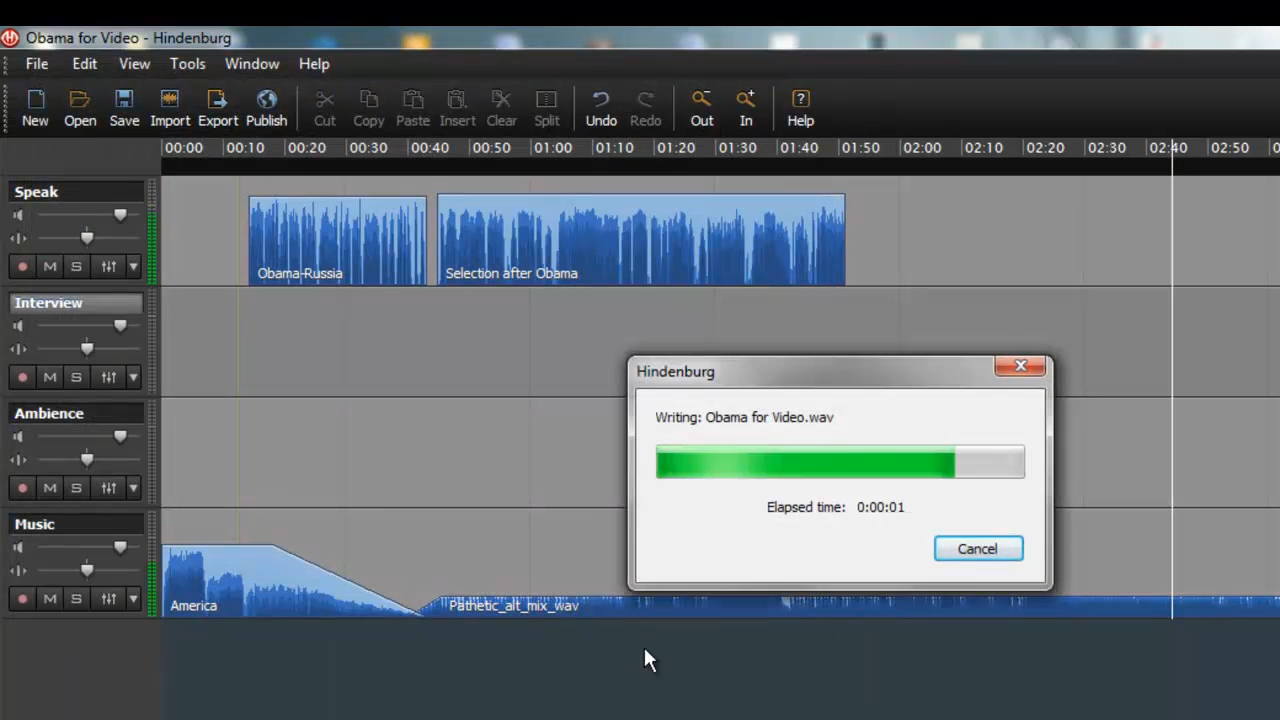 Obama for Video - Hindenburg
File Edit View Tools Window Help
New Open Save Import Export Publish Cut Copy Paste Insert Clear Split Undo Redo Out In Help
00:00 00:10 00:20 00:30 00:40 00:50 01:00 01:10 01:20 01:30 01:40 01:50 02:00 02:10 02:20 02:30 02:40 02:50
Speak
M S
Obama-Russia
Selection after Obama
Interview
M S
Hindenburg
Writing: Obama for Video.wav
Elapsed time: 0:00:01
Cancel
Ambience
M S
Music
M S
America
Pathetic_alt_mix_wav